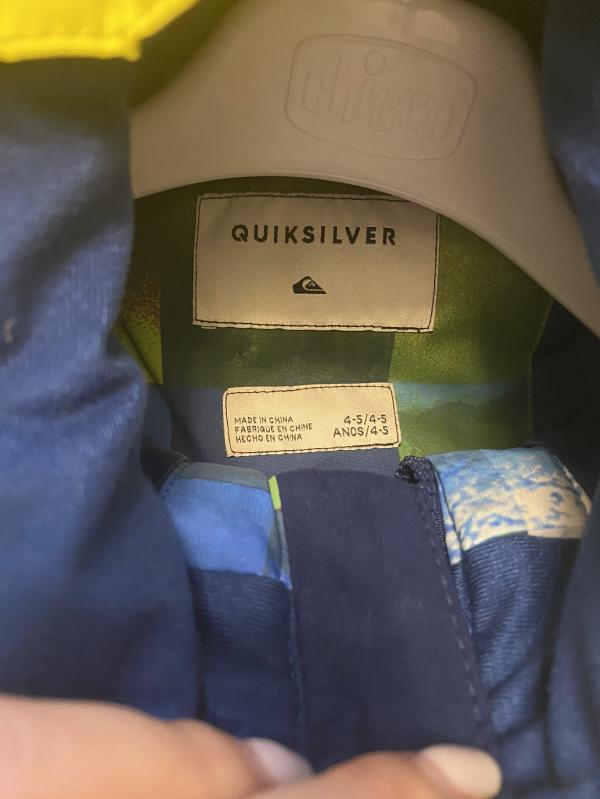 chicco
QUIKSILVER
MADE IN CHINA
FABRIQUE EN CHINE
HECHO EN CHINA
4-5/4-5
ANOS/4-5